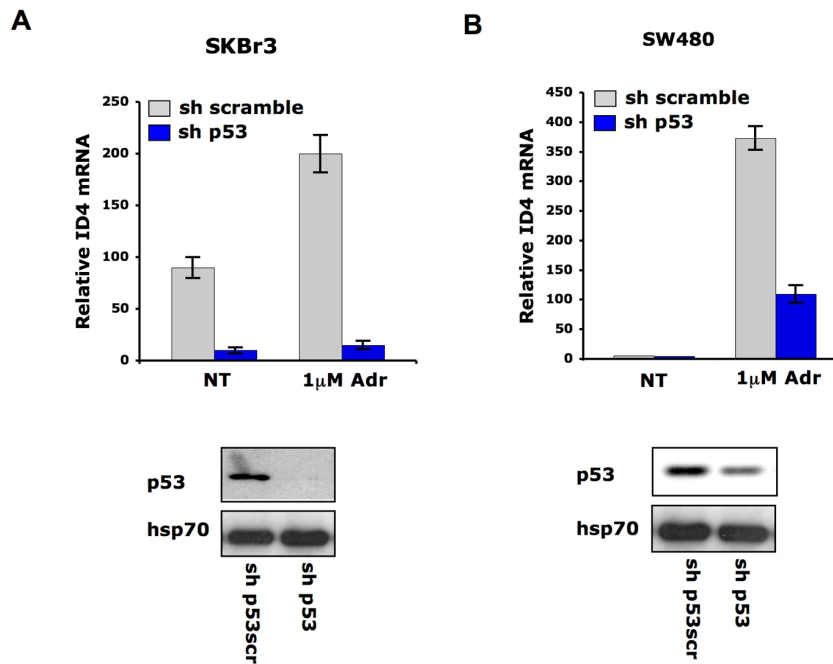 A
SKBr3
sh scramble
sh p53
Relative ID4 mRNA
250
200
150
100
50
0
NT 1μM Adr
p53
hsp70
sh p53scr
sh p53
B
SW480
sh scramble
sh p53
Relative ID4 mRNA
450
400
350
300
250
200
150
100
50
0
NT 1μM Adr
p53
hsp70
sh p53scr
sh p53